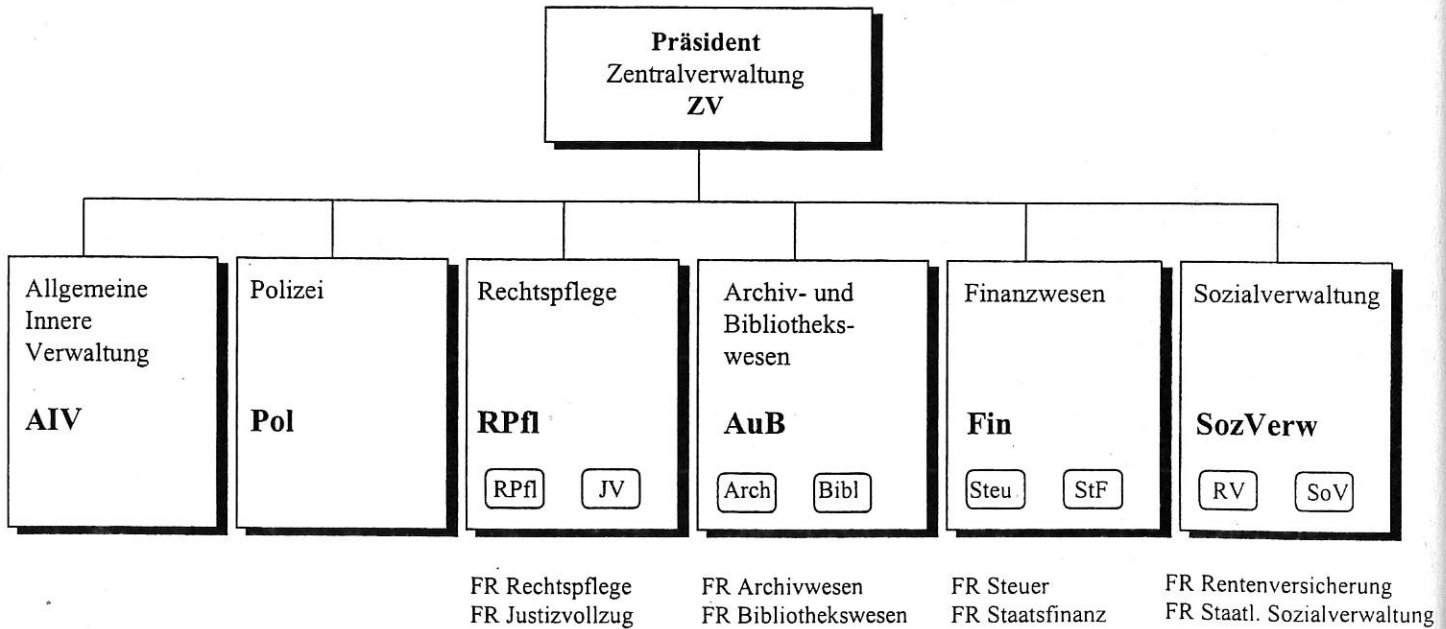 Präsident
Zentralverwaltung
ZV
Allgemeine
Innere
Verwaltung
AIV
Polizei
Pol
Rechtspflege
RPfl
RPfl
JV
Archiv- und
Bibliotheks-
wesen
AuB
Arch
Bibl
Finanzwesen
Fin
Steu
StF
Sozialverwaltung
SozVerw
RV
SoV
FR Rechtspflege
FR Justizvollzug
FR Archivwesen
FR Bibliothekswesen
FR Steuer
FR Staatsfinanz
FR Rentenversicherung
FR Staatl. Sozialverwaltung